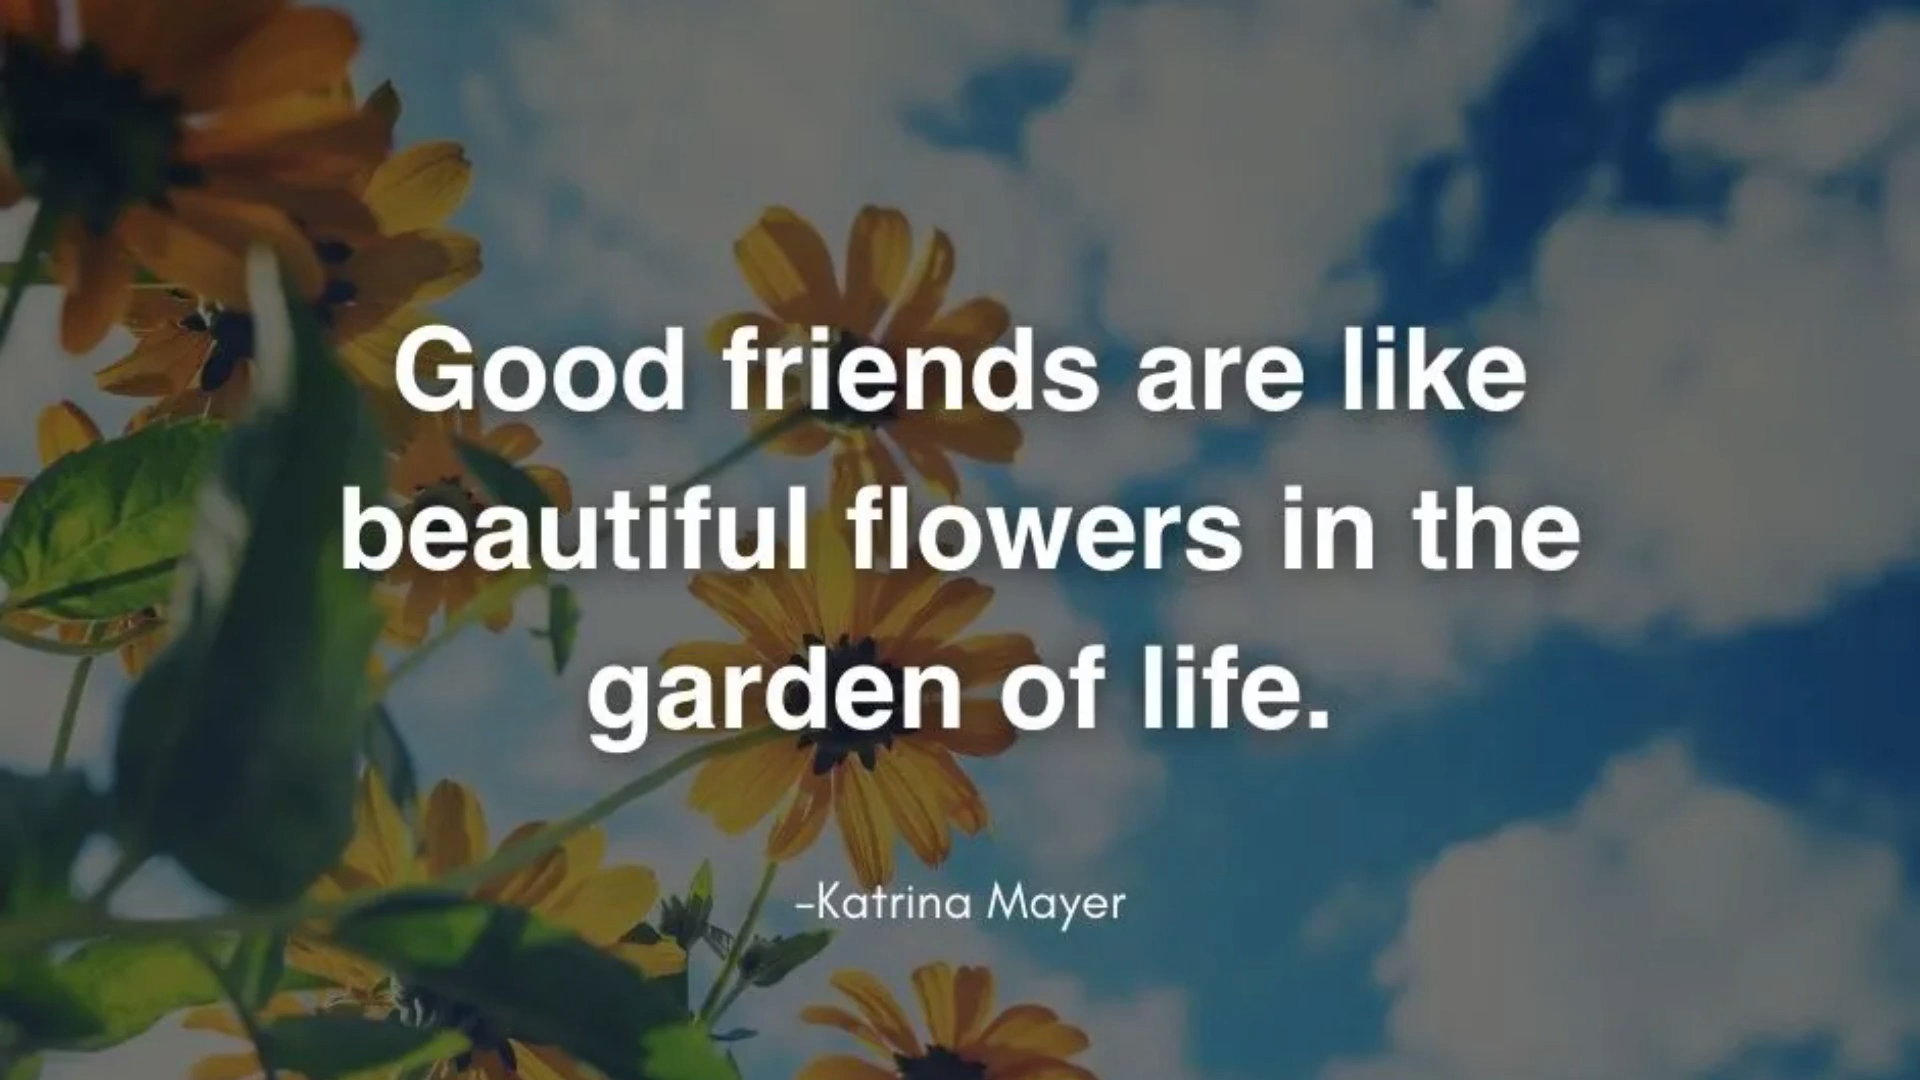 Good friends are like
beautiful flowers in the
garden of life.
–Katrina Mayer